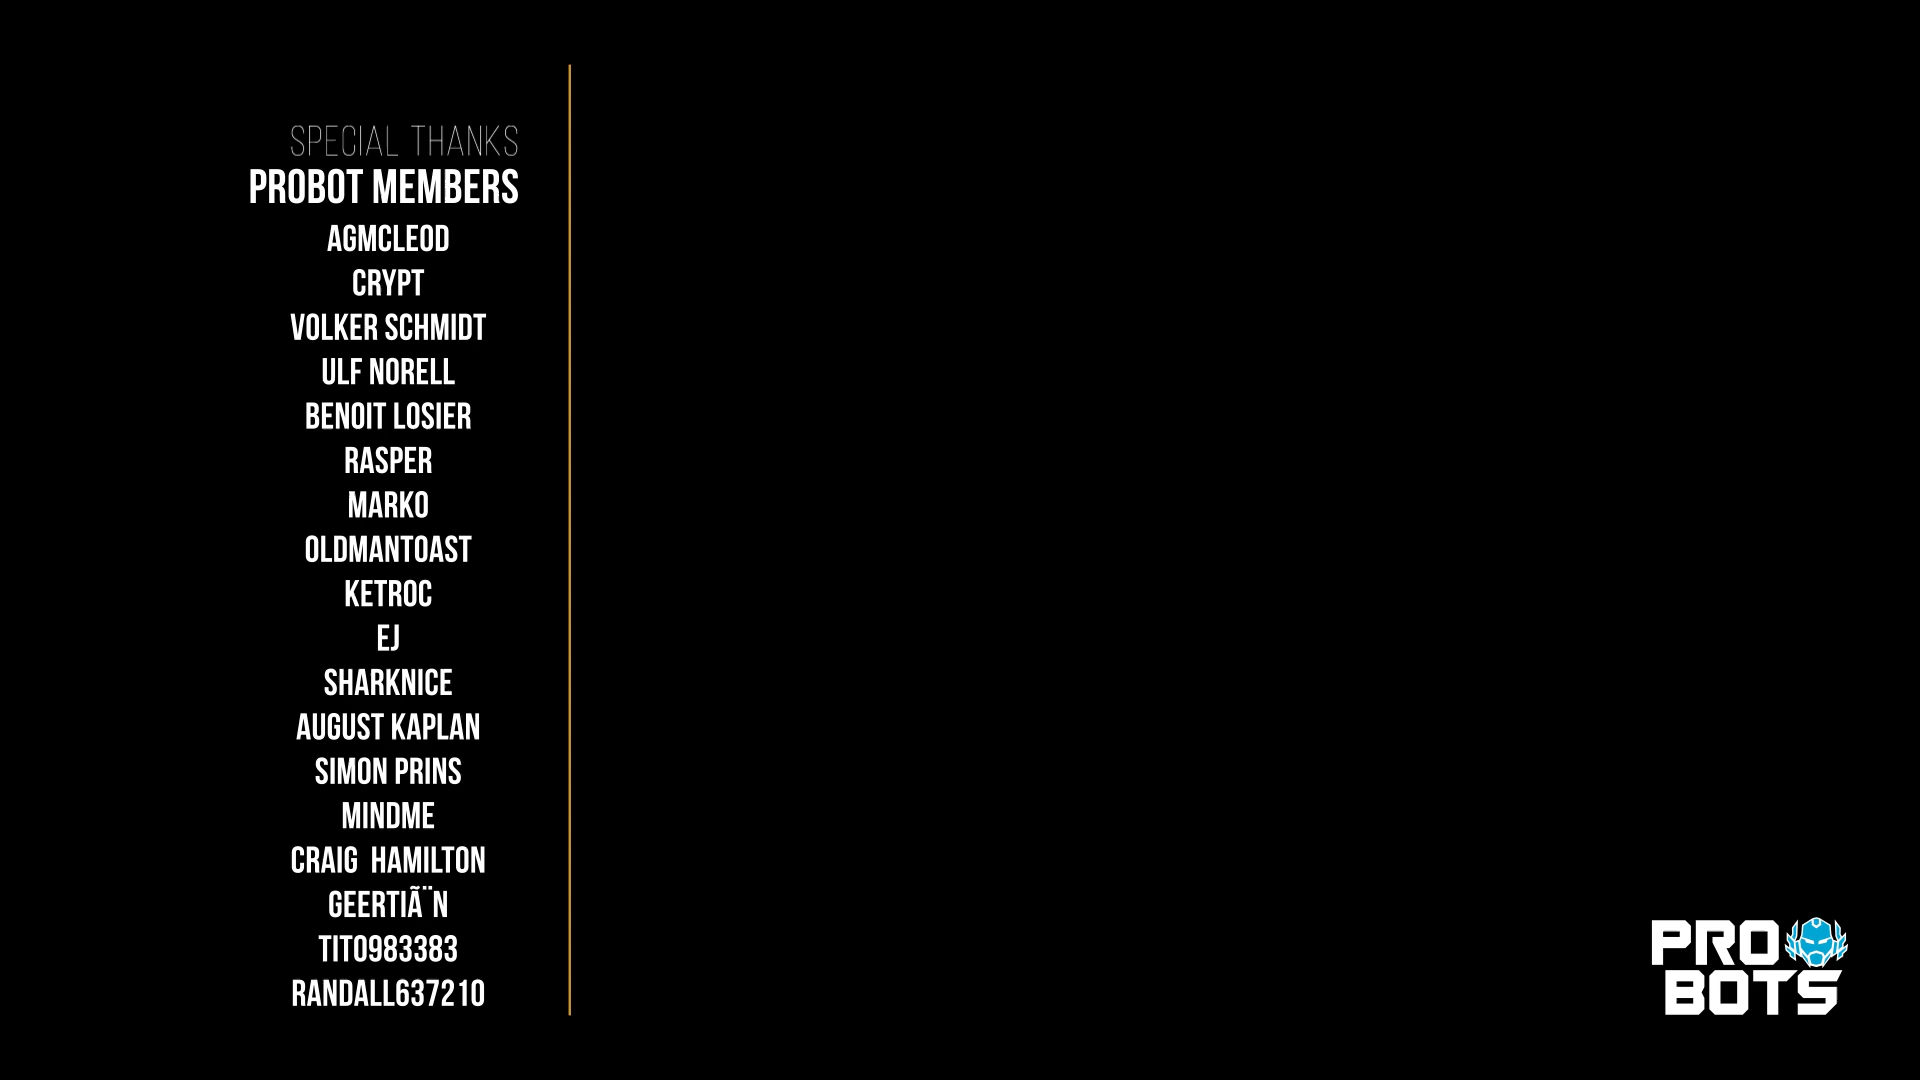 SPECIAL THANKS
PROBOT MEMBERS
AGMCLEOD
CRYPT
VOLKER SCHMIDT
ULF NORELL
BENOIT LOSIER
RASPER
MARKO
OLDMANTOAST
KETROC
EJ
SHARKNICE
AUGUST KAPLAN
SIMON PRINS
MINDME
CRAIG  HAMILTON
GEERTIÃ¨N
TITO983383
RANDALL637210
PRO
BOTS